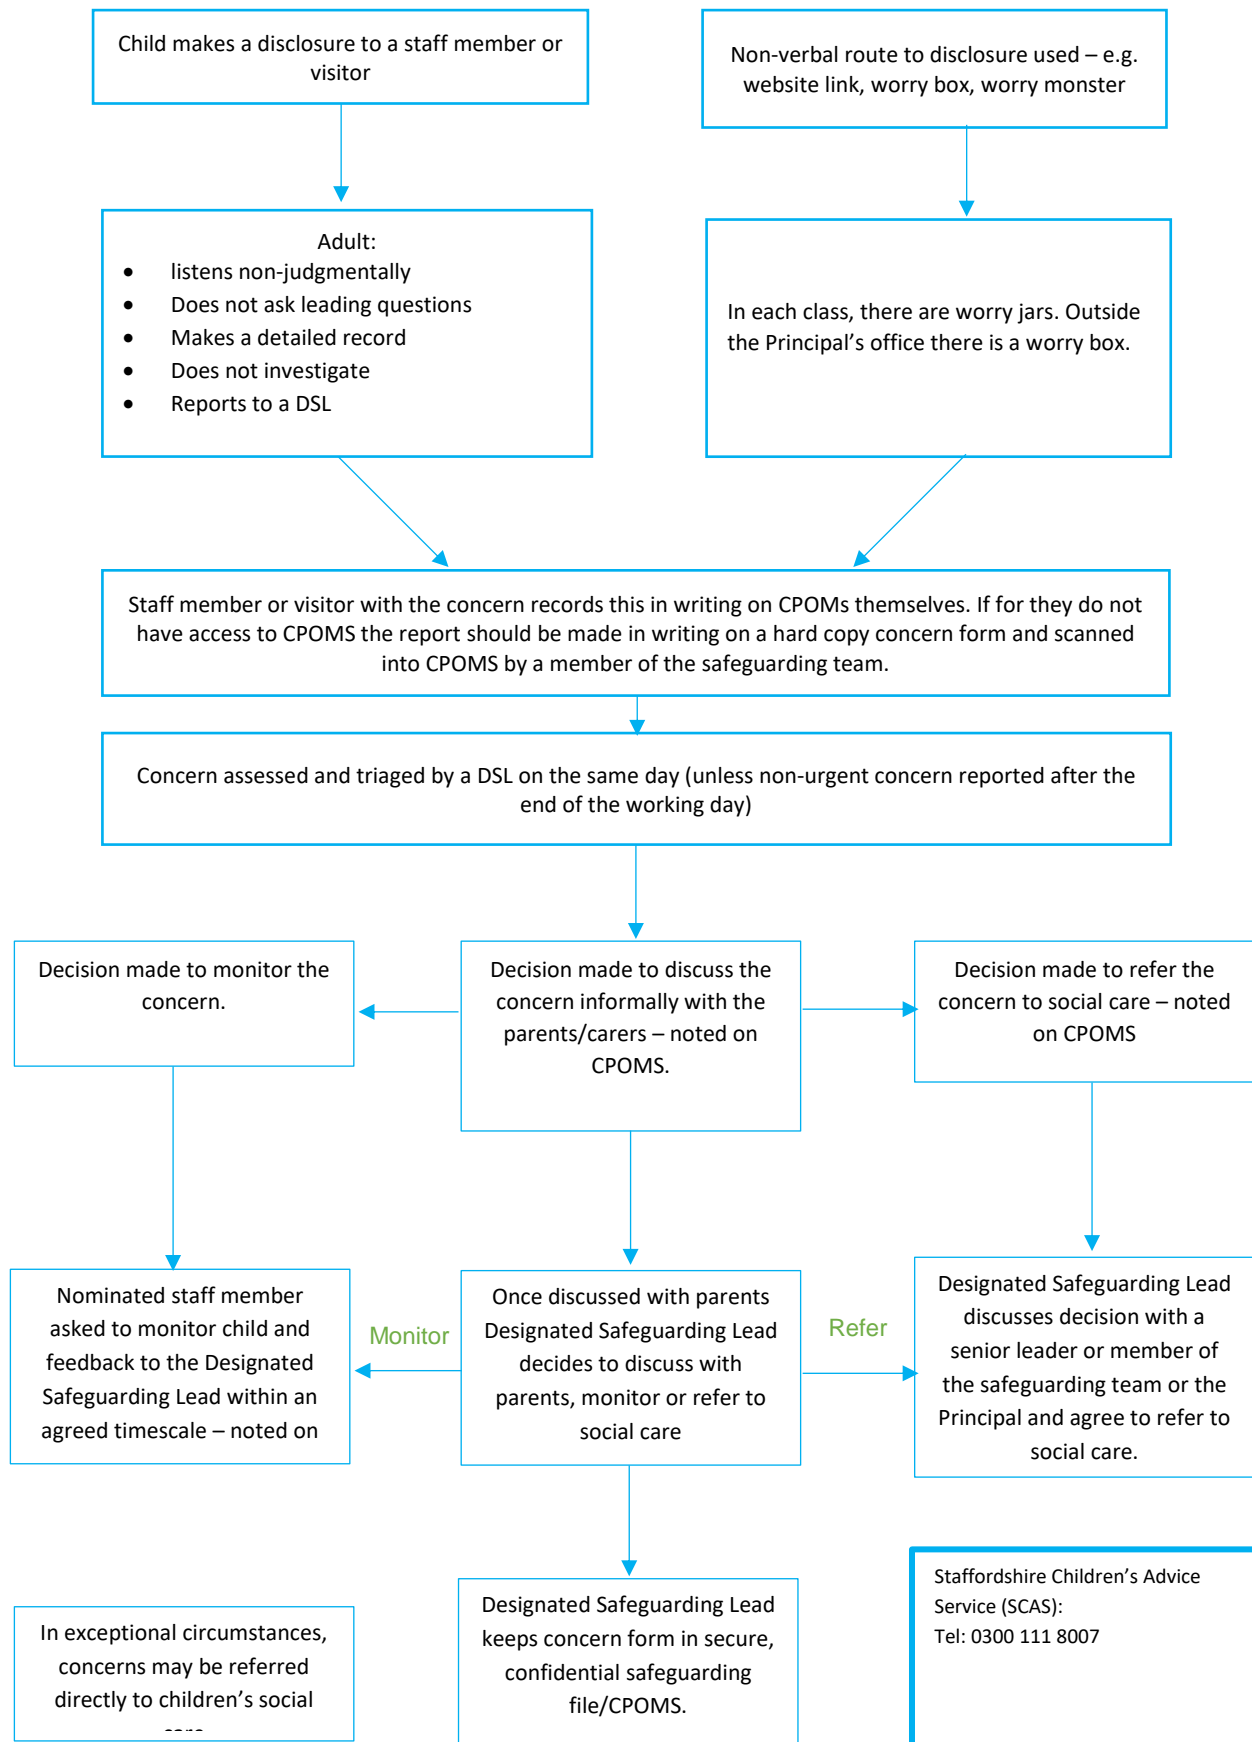 Child makes a disclosure to a staff member or
visitor
Non-verbal route to disclosure used – e.g.
website link, worry box, worry monster
Adult:
• listens non-judgmentally
• Does not ask leading questions
• Makes a detailed record
• Does not investigate
• Reports to a DSL
In each class, there are worry jars. Outside
the Principal’s office there is a worry box.
Staff member or visitor with the concern records this in writing on CPOMs themselves. If for they do not
have access to CPOMS the report should be made in writing on a hard copy concern form and scanned
into CPOMS by a member of the safeguarding team.
Concern assessed and triaged by a DSL on the same day (unless non-urgent concern reported after the
end of the working day)
Decision made to monitor the
concern.
Decision made to discuss the
concern informally with the
parents/carers – noted on
CPOMS.
Decision made to refer the
concern to social care – noted
on CPOMS
Nominated staff member
asked to monitor child and
feedback to the Designated
Safeguarding Lead within an
agreed timescale – noted on
Monitor
Once discussed with parents
Designated Safeguarding Lead
decides to discuss with
parents, monitor or refer to
social care
Refer
Designated Safeguarding Lead
discusses decision with a
senior leader or member of
the safeguarding team or the
Principal and agree to refer to
social care.
In exceptional circumstances,
concerns may be referred
directly to children’s social
Designated Safeguarding Lead
keeps concern form in secure,
confidential safeguarding
file/CPOMS.
Staffordshire Children’s Advice
Service (SCAS):
Tel: 0300 111 8007